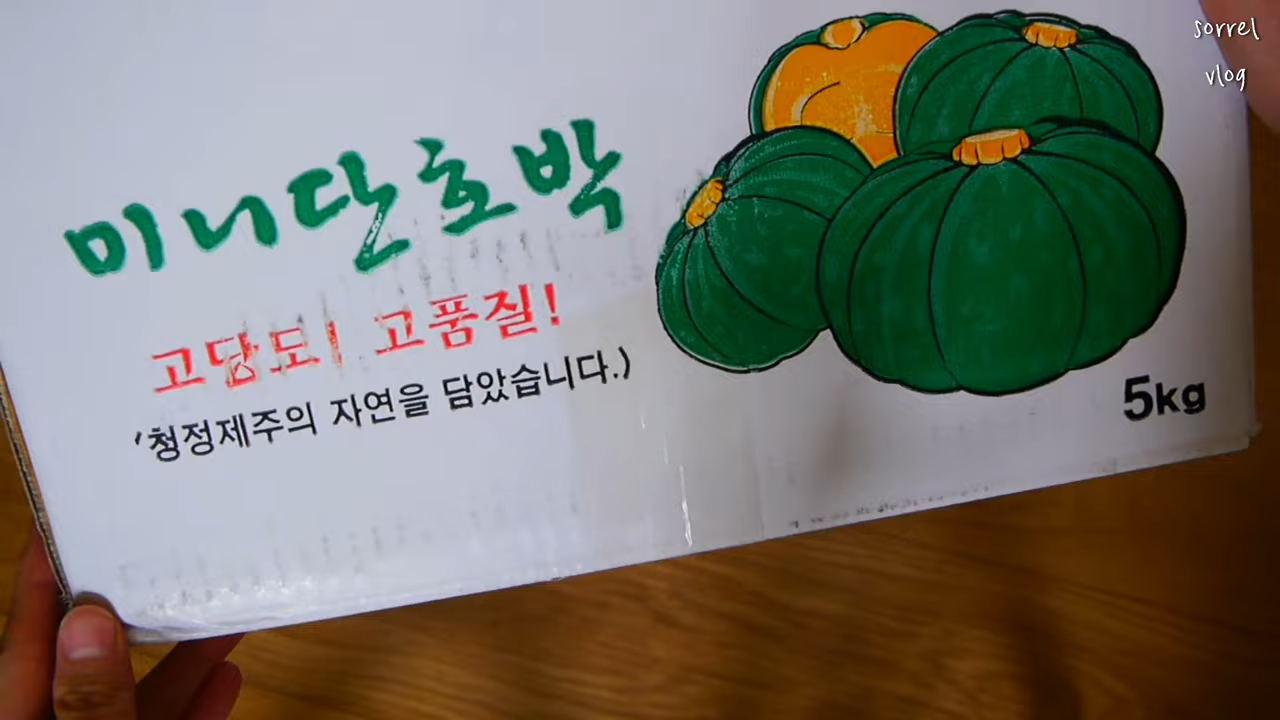 sorrel
vlog
미니단호박
고당도! 고품질!
'청정제주의 자연을 담았습니다.)
5kg